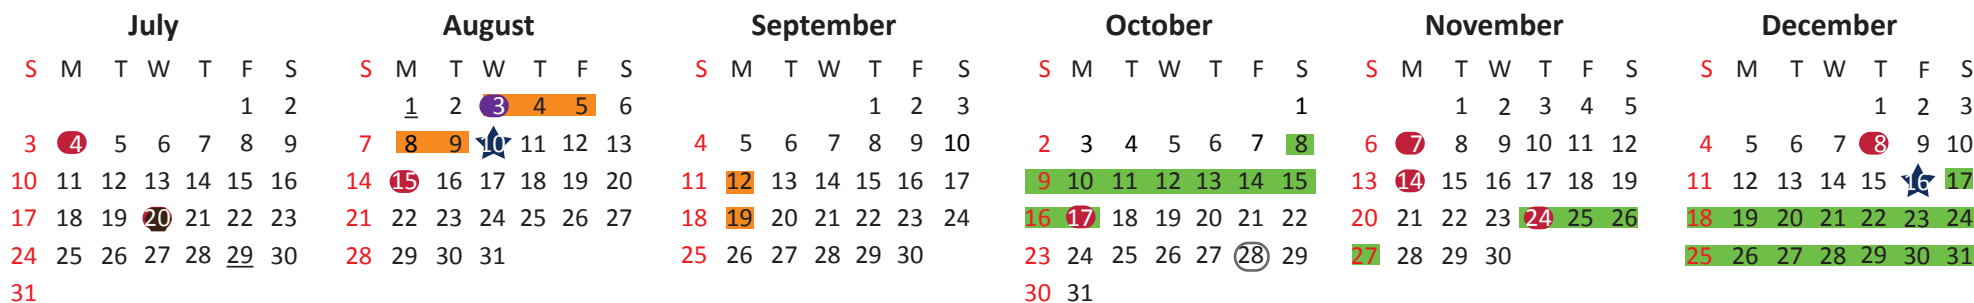 July August September October November December
S M T W T F S S M T W T F S S M T W T F S S M T W T F S S M T W T F S S M T W T F S
1 2 1 2 3 4 5 6 1 2 3 1 1 2 3 4 5 1 2 3
3 4 5 6 7 8 9 7 8 9 10 11 12 13 4 5 6 7 8 9 10 2 3 4 5 6 7 8 6 7 8 9 10 11 12 4 5 6 7 8 9 10
10 11 12 13 14 15 16 14 15 16 17 18 19 20 11 12 13 14 15 16 17 9 10 11 12 13 14 15 13 14 15 16 17 18 19 11 12 13 14 15 16 17
17 18 19 20 21 22 23 21 22 23 24 25 26 27 18 19 20 21 22 23 24 16 17 18 19 20 21 22 20 21 22 23 24 25 26 18 19 20 21 22 23 24
24 25 26 27 28 29 30 28 29 30 31 25 26 27 28 29 30 23 24 25 26 27 28 29 27 28 29 30 25 26 27 28 29 30 31
31 30 31